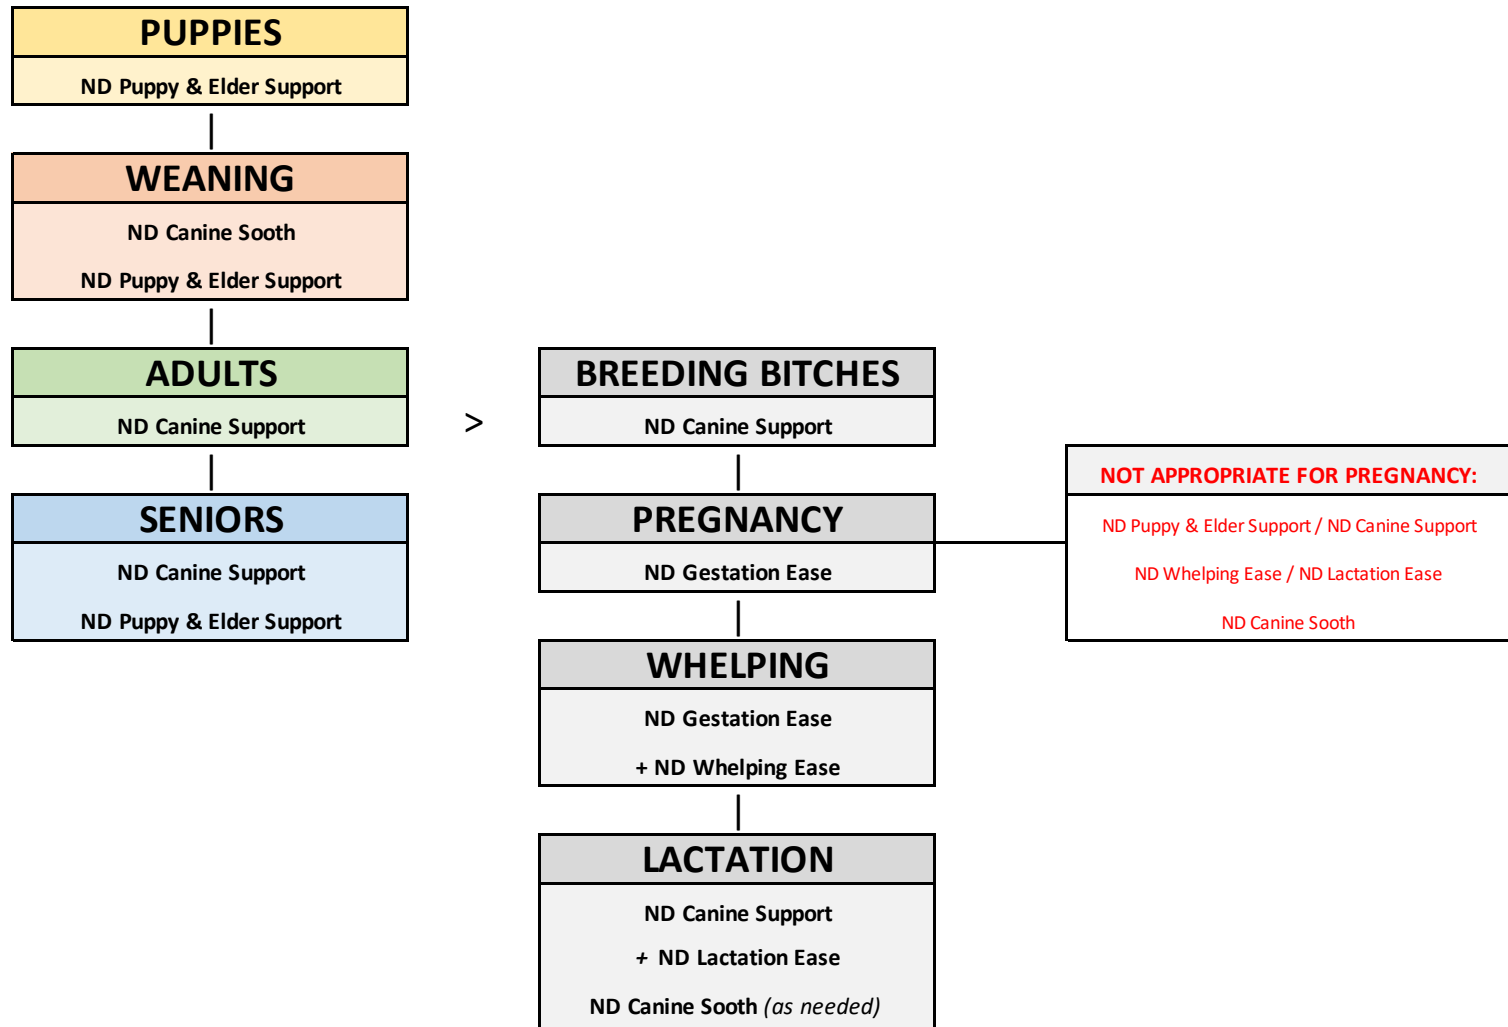 PUPPIES
ND Puppy & Elder Support
WEANING
ND Canine Sooth
ND Puppy & Elder Support
ADULTS
ND Canine Support
SENIORS
ND Canine Support
ND Puppy & Elder Support
>
BREEDING BITCHES
ND Canine Support
PREGNANCY
ND Gestation Ease
WHELPING
ND Gestation Ease
+ ND Whelping Ease
LACTATION
ND Canine Support
+ ND Lactation Ease
ND Canine Sooth (as needed)
NOT APPROPRIATE FOR PREGNANCY:
ND Puppy & Elder Support / ND Canine Support
ND Whelping Ease / ND Lactation Ease
ND Canine Sooth